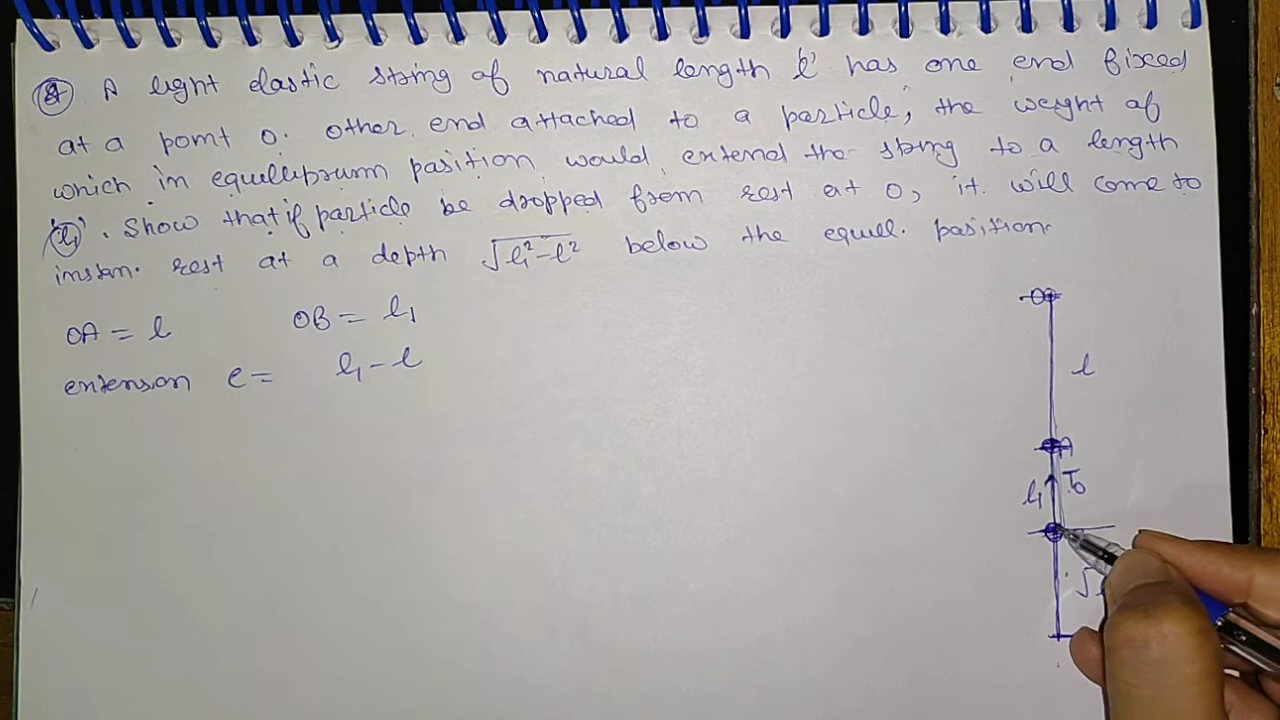 A light elastic string of natural length 'l' has one end fixed
at a point O. Other end attached to a particle, the weight of
which in equilibrium position would extend the string to a length
'l₁'. Show that if particle be dropped from rest at O, it will come to
instan. rest at a depth √l₁²-l² below the equill. position.
OA = l OB = l₁
extension e = l₁ - l
O
l
A
l₁ T₀